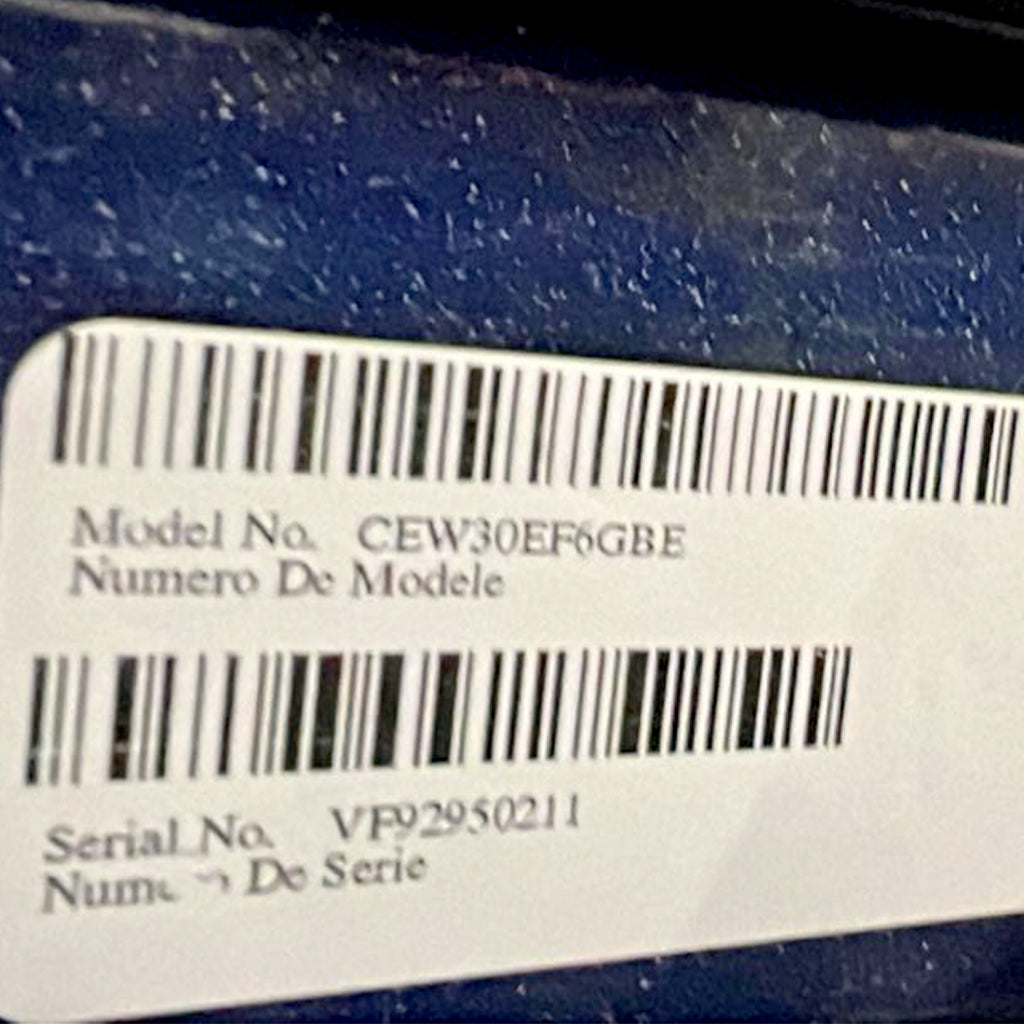 Model No. CEW30EF6GBE
Numero De Modele
Serial No. VF92950211
De Serie